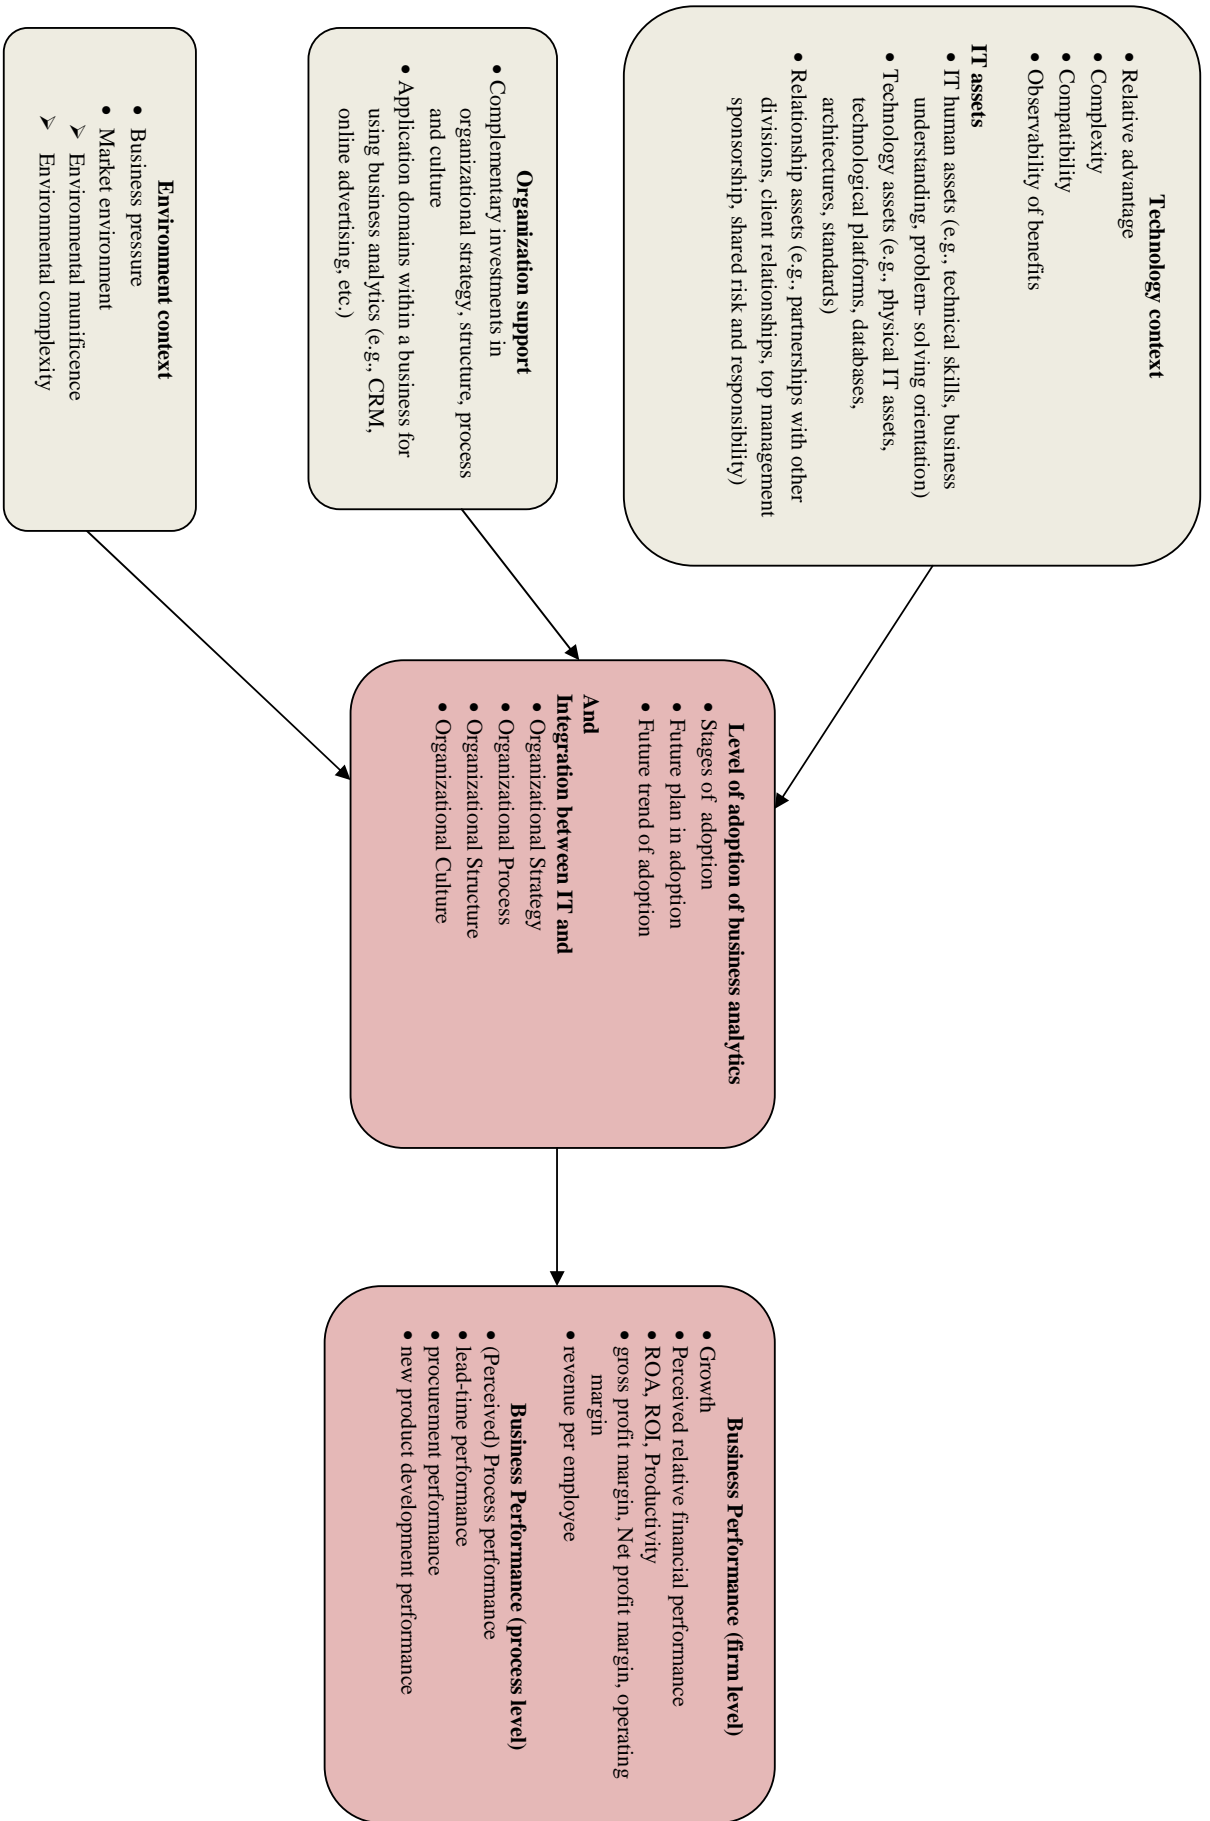 Technology context
• Relative advantage
• Complexity
• Compatibility
• Observability of benefits
IT assets
• IT human assets (e.g., technical skills, business
understanding, problem- solving orientation)
• Technology assets (e.g., physical IT assets,
technological platforms, databases,
architectures, standards)
• Relationship assets (e.g., partnerships with other
divisions, client relationships, top management
sponsorship, shared risk and responsibility)
Organization support
• Complementary investments in
organizational strategy, structure, process
and culture
• Application domains within a business for
using business analytics (e.g., CRM,
online advertising, etc.)
Environment context
• Business pressure
• Market environment
➢ Environmental munificence
➢ Environmental complexity
Level of adoption of business analytics
• Stages of adoption
• Future plan in adoption
• Future trend of adoption
And
Integration between IT and
• Organizational Strategy
• Organizational Process
• Organizational Structure
• Organizational Culture
Business Performance (firm level)
• Growth
• Perceived relative financial performance
• ROA, ROI, Productivity
• gross profit margin, Net profit margin, operating
margin
• revenue per employee
Business Performance (process level)
• (Perceived) Process performance
• lead-time performance
• procurement performance
• new product development performance